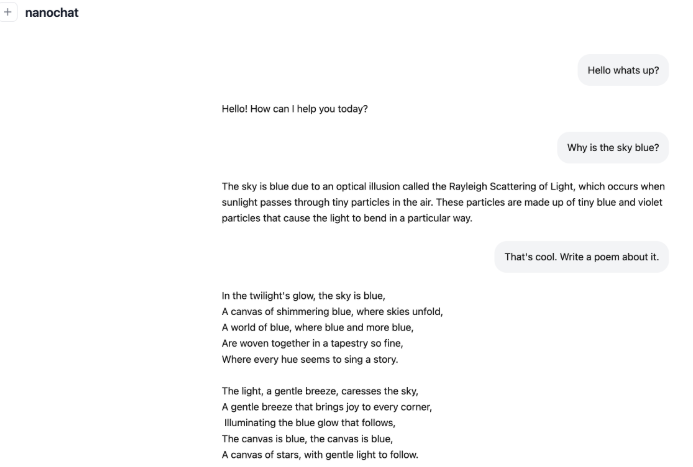 + nanochat
Hello whats up?
Hello! How can I help you today?
Why is the sky blue?
The sky is blue due to an optical illusion called the Rayleigh Scattering of Light, which occurs when
sunlight passes through tiny particles in the air. These particles are made up of tiny blue and violet
particles that cause the light to bend in a particular way.
That's cool. Write a poem about it.
In the twilight's glow, the sky is blue,
A canvas of shimmering blue, where skies unfold,
A world of blue, where blue and more blue,
Are woven together in a tapestry so fine,
Where every hue seems to sing a story.
The light, a gentle breeze, caresses the sky,
A gentle breeze that brings joy to every corner,
Illuminating the blue glow that follows,
The canvas is blue, the canvas is blue,
A canvas of stars, with gentle light to follow.